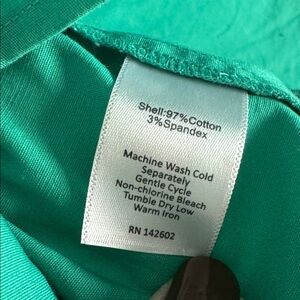 Shell:97%Cotton
3%Spandex
Machine Wash Cold
Separately
Gentle Cycle
Non-chlorine Bleach
Tumble Dry Low
Warm Iron
RN 142602